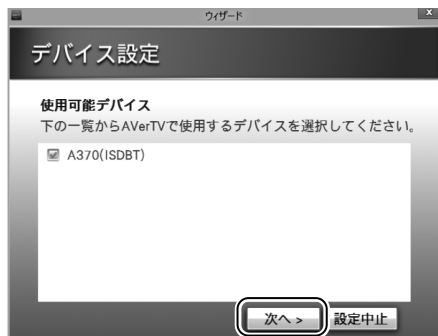 ウィザード
デバイス設定
使用可能デバイス
下の一覧からAVerTVで使用するデバイスを選択してください。
A370(ISDBT)
次へ > 設定中止